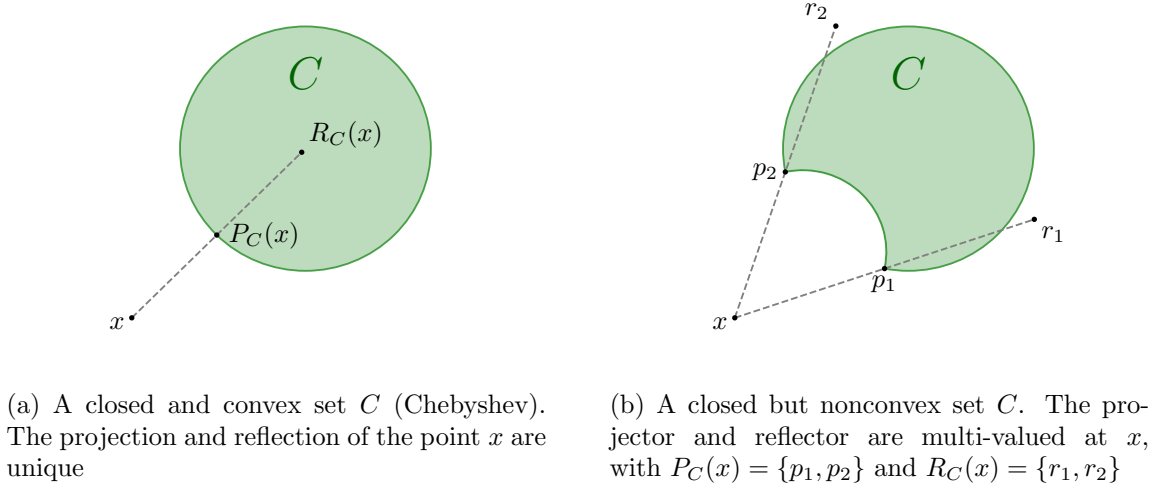 C
R_C(x)
P_C(x)
x
r_2
C
p_2
r_1
p_1
x
(a) A closed and convex set C (Chebyshev).
The projection and reflection of the point x are
unique
(b) A closed but nonconvex set C. The pro-
jector and reflector are multi-valued at x,
with P_C(x) = {p_1, p_2} and R_C(x) = {r_1, r_2}